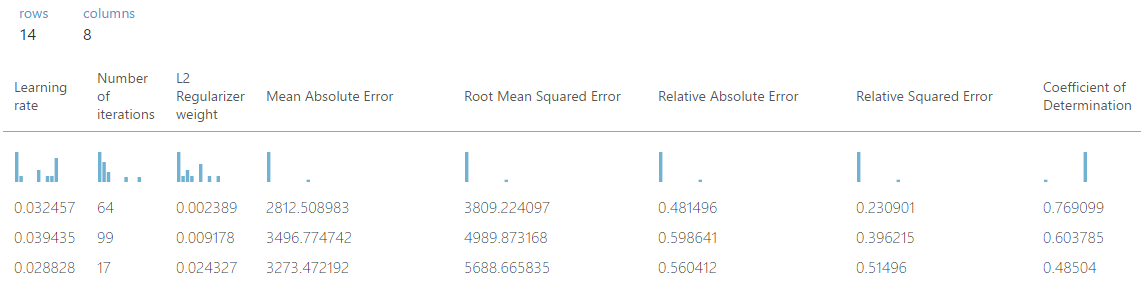 rows columns
14 8
Learning rate Number of iterations L2 Regularizer weight Mean Absolute Error Root Mean Squared Error Relative Absolute Error Relative Squared Error Coefficient of Determination
0.032457 64 0.002389 2812.508983 3809.224097 0.481496 0.230901 0.769099
0.039435 99 0.009178 3496.774742 4989.873168 0.598641 0.396215 0.603785
0.028828 17 0.024327 3273.472192 5688.665835 0.560412 0.51496 0.48504